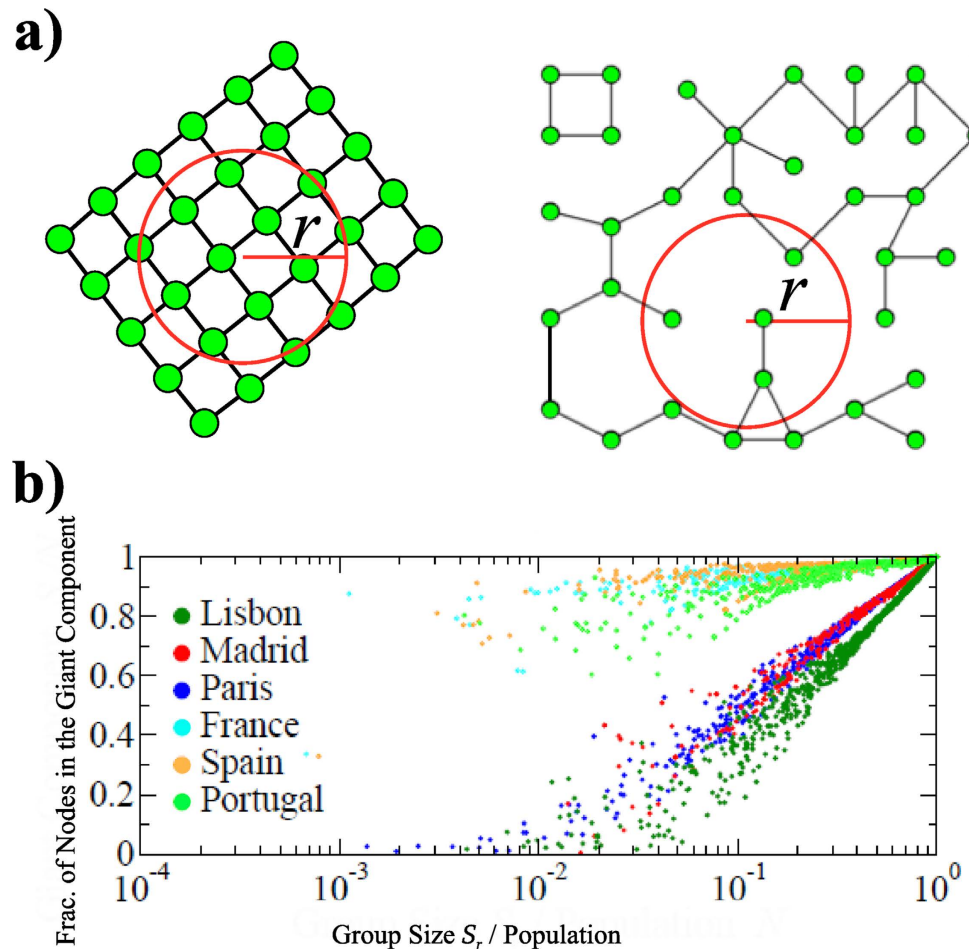 a)
r
r
b)
Frac. of Nodes in the Giant Component
1
0.8
0.6
0.4
0.2
0
Lisbon
Madrid
Paris
France
Spain
Portugal
10^-4
10^-3
10^-2
10^-1
10^0
Group Size S_r / Population